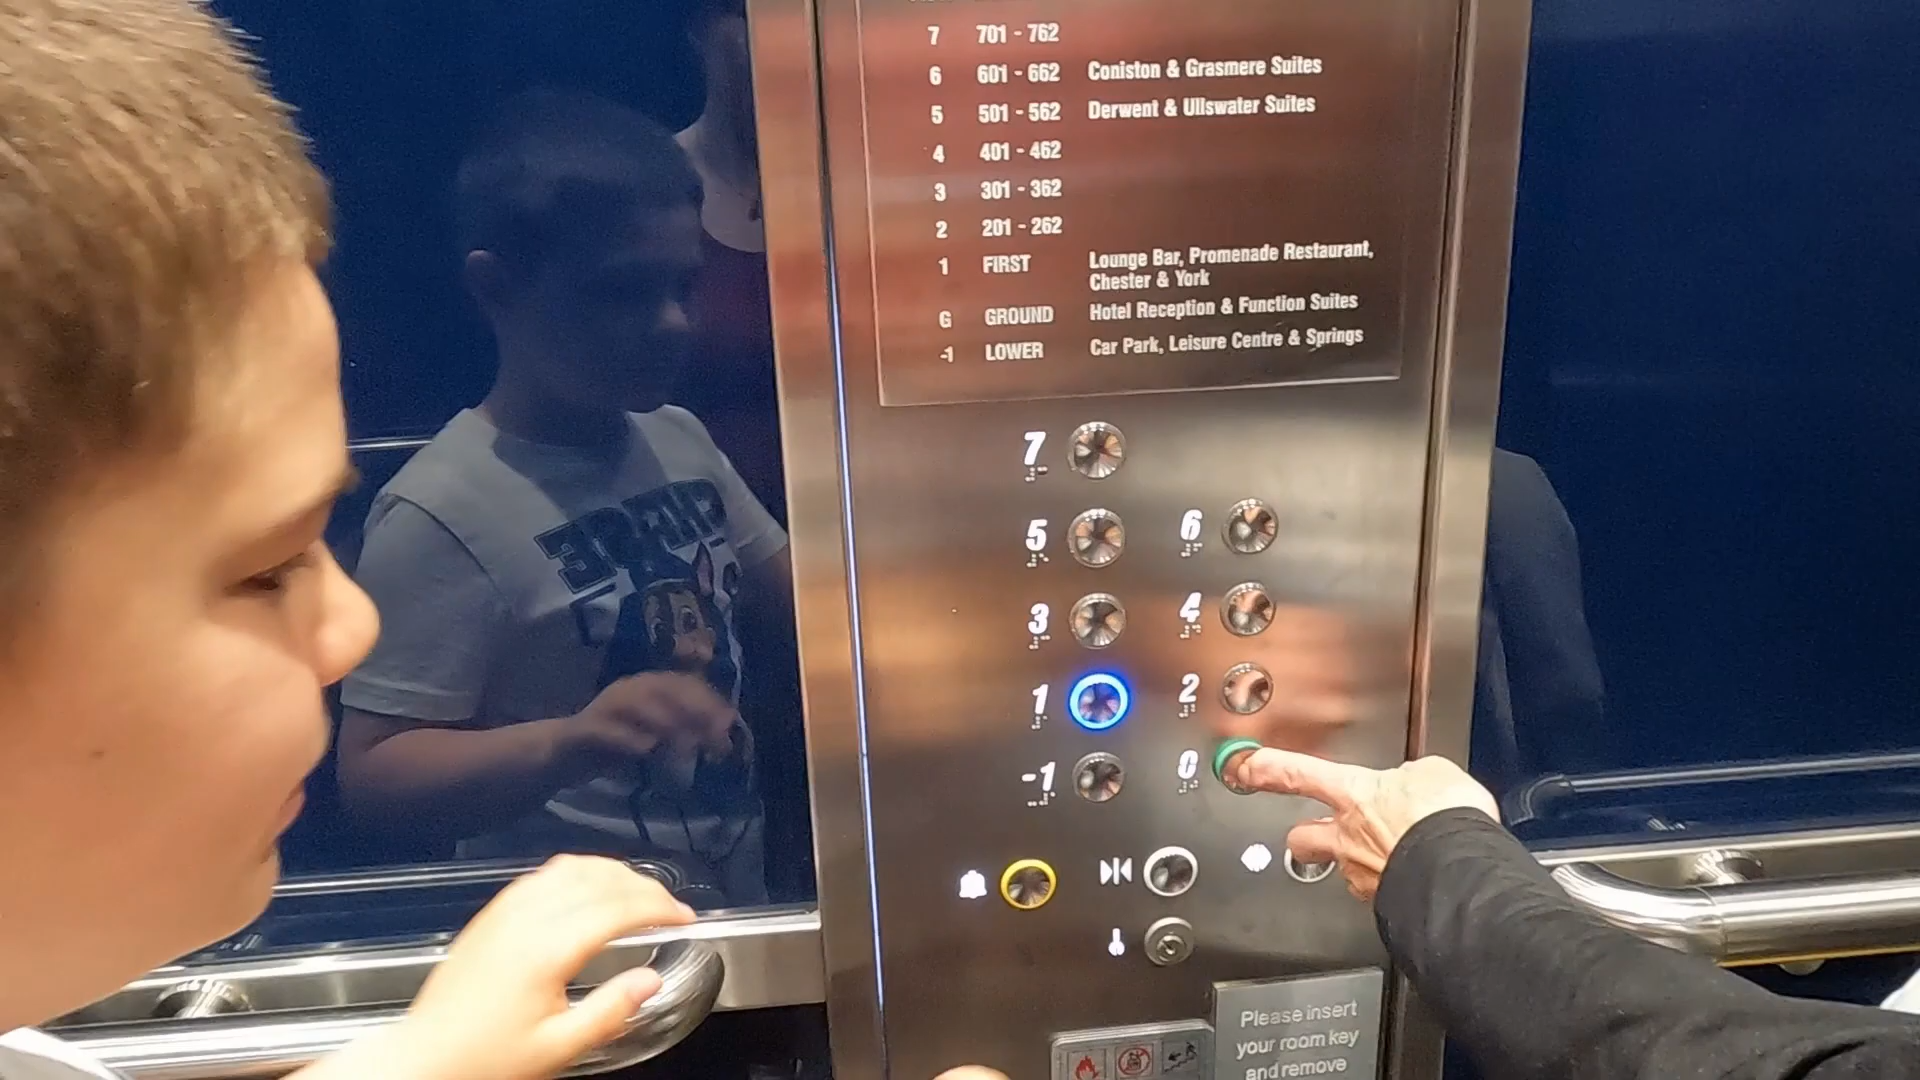 7 701 - 762
6 601 - 662 Coniston & Grasmere Suites
5 501 - 562 Derwent & Ullswater Suites
4 401 - 462
3 301 - 362
2 201 - 262
1 FIRST Lounge Bar, Promenade Restaurant,
Chester & York
G GROUND Hotel Reception & Function Suites
-1 LOWER Car Park, Leisure Centre & Springs
7
5 6
3 4
1 2
-1 0
Please insert
your room key
and remove